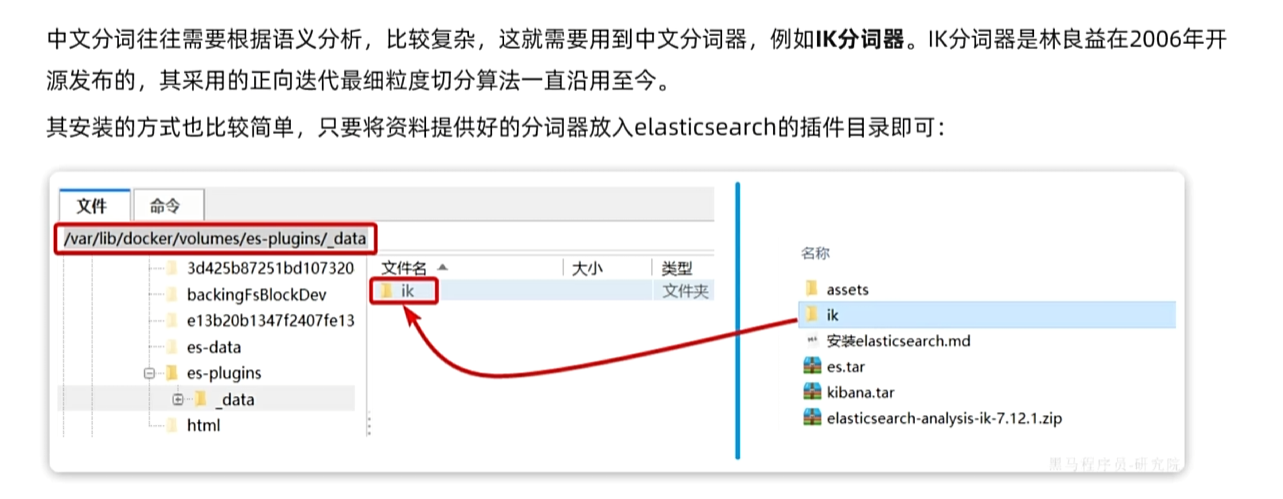 中文分词往往需要根据语义分析，比较复杂，这就需要用到中文分词器，例如IK分词器。IK分词器是林良益在2006年开
源发布的，其采用的正向迭代最细粒度切分算法一直沿用至今。
其安装的方式也比较简单，只要将资料提供好的分词器放入elasticsearch的插件目录即可：
文件 命令
/var/lib/docker/volumes/es-plugins/_data
3d425b87251bd107320
backingFsBlockDev
e13b20b1347f2407fe13
es-data
es-plugins
_data
html
文件名 大小 类型
ik 文件夹
名称
assets
ik
安装elasticsearch.md
es.tar
kibana.tar
elasticsearch-analysis-ik-7.12.1.zip
黑马程序员-研究院